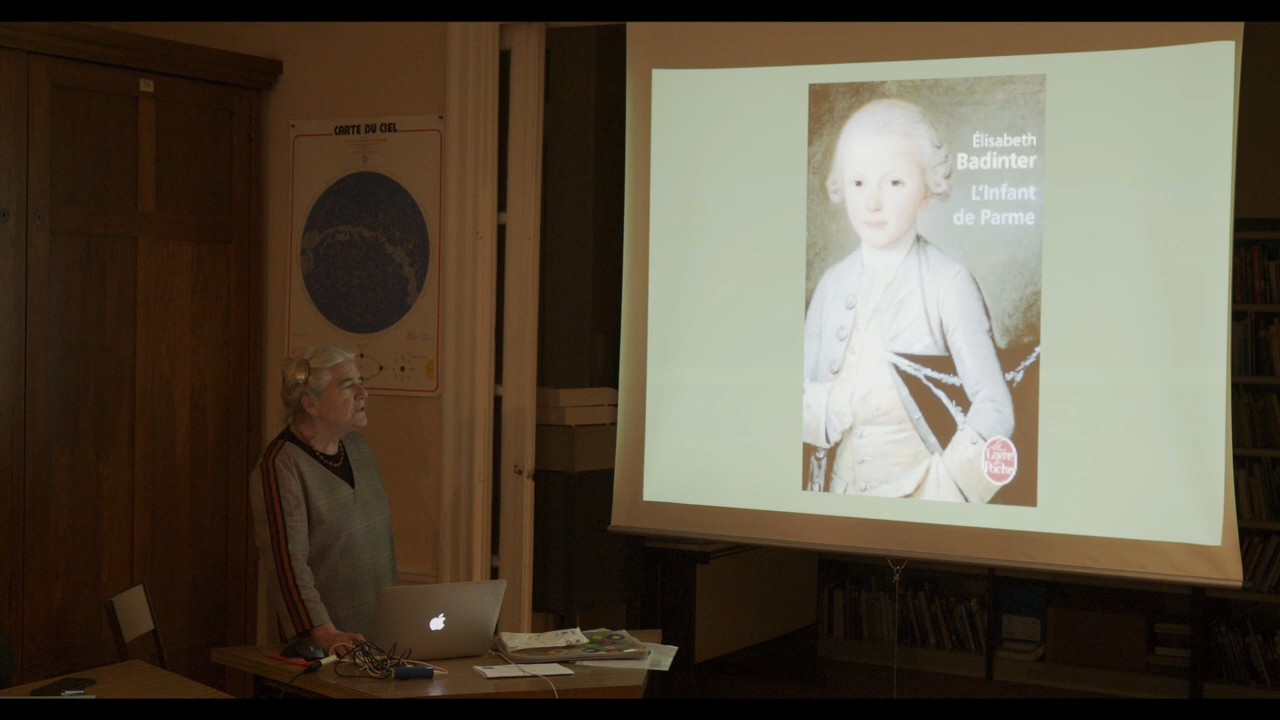 CARTE DU CIEL
Élisabeth
Badinter
L'Infant
de Parme
Le
Livre
de
Poche